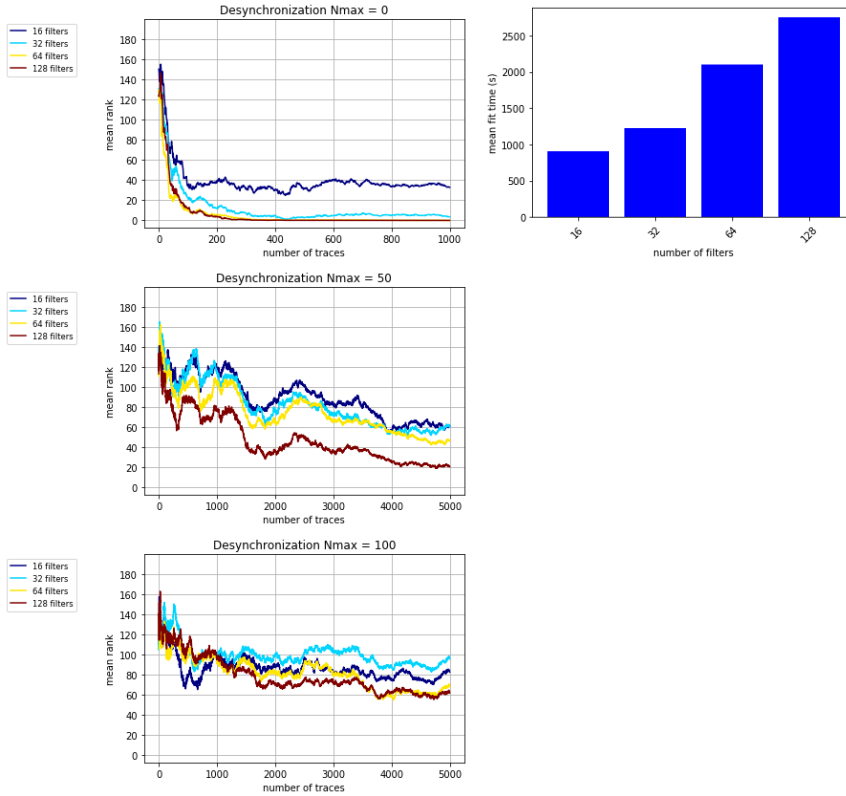 Desynchronization Nmax = 0
16 filters
32 filters
64 filters
128 filters
mean rank
180
160
140
120
100
80
60
40
20
0
0 200 400 600 800 1000
number of traces
mean fit time (s)
2500
2000
1500
1000
500
0
16 32 64 128
number of filters
Desynchronization Nmax = 50
16 filters
32 filters
64 filters
128 filters
mean rank
180
160
140
120
100
80
60
40
20
0
0 1000 2000 3000 4000 5000
number of traces
Desynchronization Nmax = 100
16 filters
32 filters
64 filters
128 filters
mean rank
180
160
140
120
100
80
60
40
20
0
0 1000 2000 3000 4000 5000
number of traces